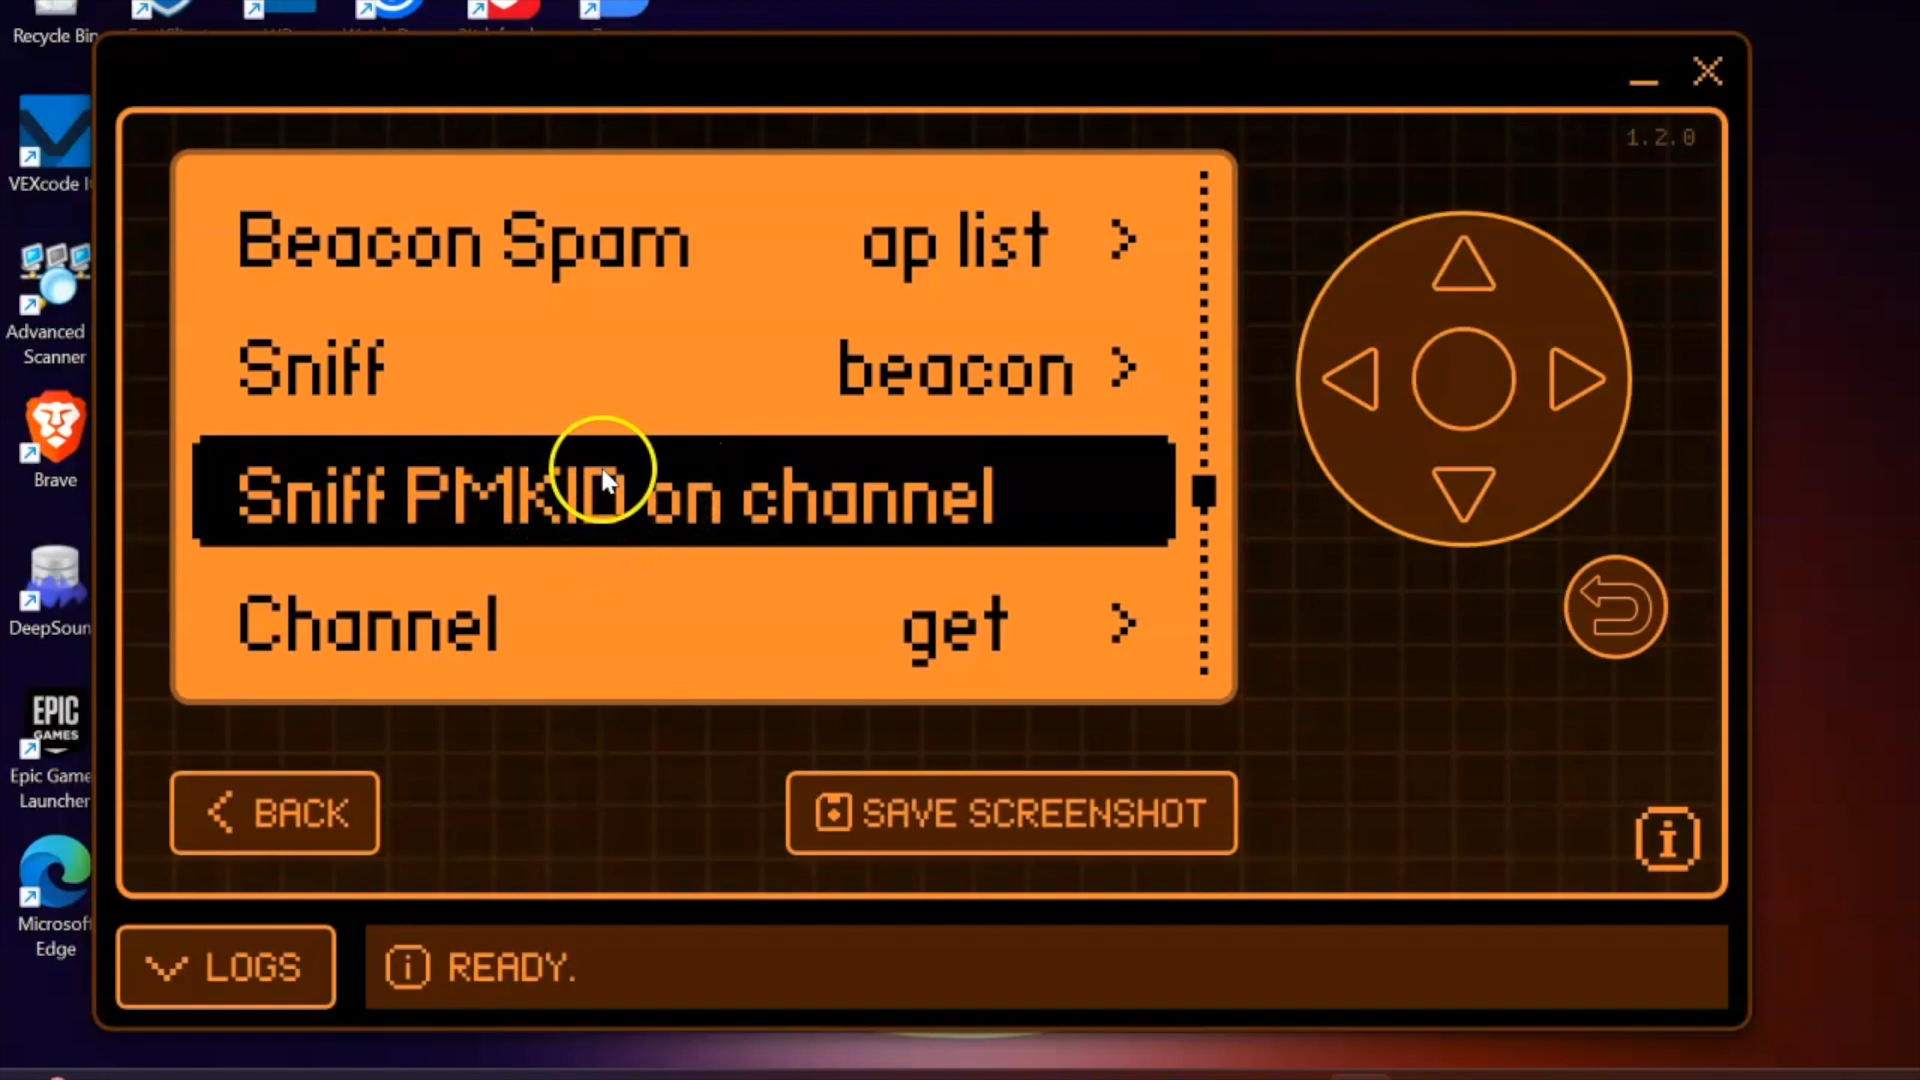 Recycle Bin
1.2.0
Beacon Spam ap list >
VEXcode I
Sniff beacon >
Advanced
Scanner
Sniff PMKID on channel
Brave
Channel get >
DeepSoun
EPIC
GAMES
Epic Game
Launcher
BACK
SAVE SCREENSHOT
Microsoft
Edge
LOGS
READY.